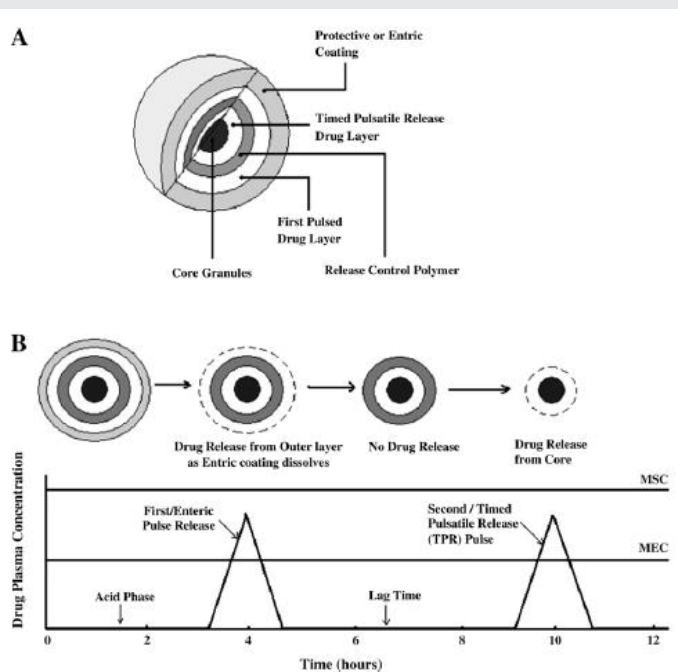 A
Protective or Entric
Coating
Timed Pulsatile Release
Drug Layer
First Pulsed
Drug Layer
Core Granules
Release Control Polymer
B
Drug Release from Outer layer
as Entric coating dissolves
No Drug Release
Drug Release
from Core
Drug Plasma Concentration
MSC
First/Enteric
Pulse Release
Second / Timed
Pulsatile Release
(TPR) Pulse
MEC
Acid Phase
Lag Time
0 2 4 6 8 10 12
Time (hours)